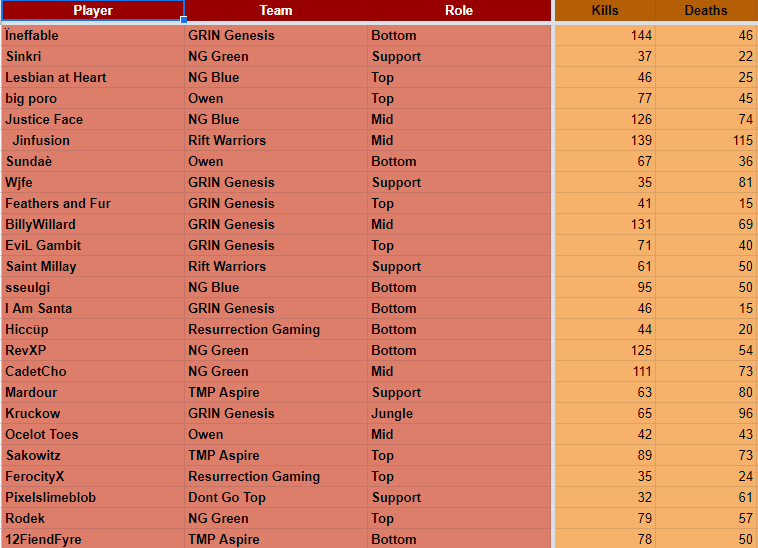 Player Team Role Kills Deaths
Ïneffable GRIN Genesis Bottom 144 46
Sinkri NG Green Support 37 22
Lesbian at Heart NG Blue Top 46 25
big poro Owen Top 77 45
Justice Face NG Blue Mid 126 74
Jinfusion Rift Warriors Mid 139 115
Sundaè Owen Bottom 67 36
Wjfe GRIN Genesis Support 35 81
Feathers and Fur GRIN Genesis Top 41 15
BillyWillard GRIN Genesis Mid 131 69
EviL Gambit GRIN Genesis Top 71 40
Saint Millay Rift Warriors Support 61 50
sseulgi NG Blue Bottom 95 50
I Am Santa GRIN Genesis Bottom 46 15
Hiccüp Resurrection Gaming Bottom 44 20
RevXP NG Green Bottom 125 54
CadetCho NG Green Mid 111 73
Mardour TMP Aspire Support 63 80
Kruckow GRIN Genesis Jungle 65 96
Ocelot Toes Owen Mid 42 43
Sakowitz TMP Aspire Top 89 73
FerocityX Resurrection Gaming Top 35 24
Pixelslimeblob Dont Go Top Support 32 61
Rodek NG Green Top 79 57
12FiendFyre TMP Aspire Bottom 78 50